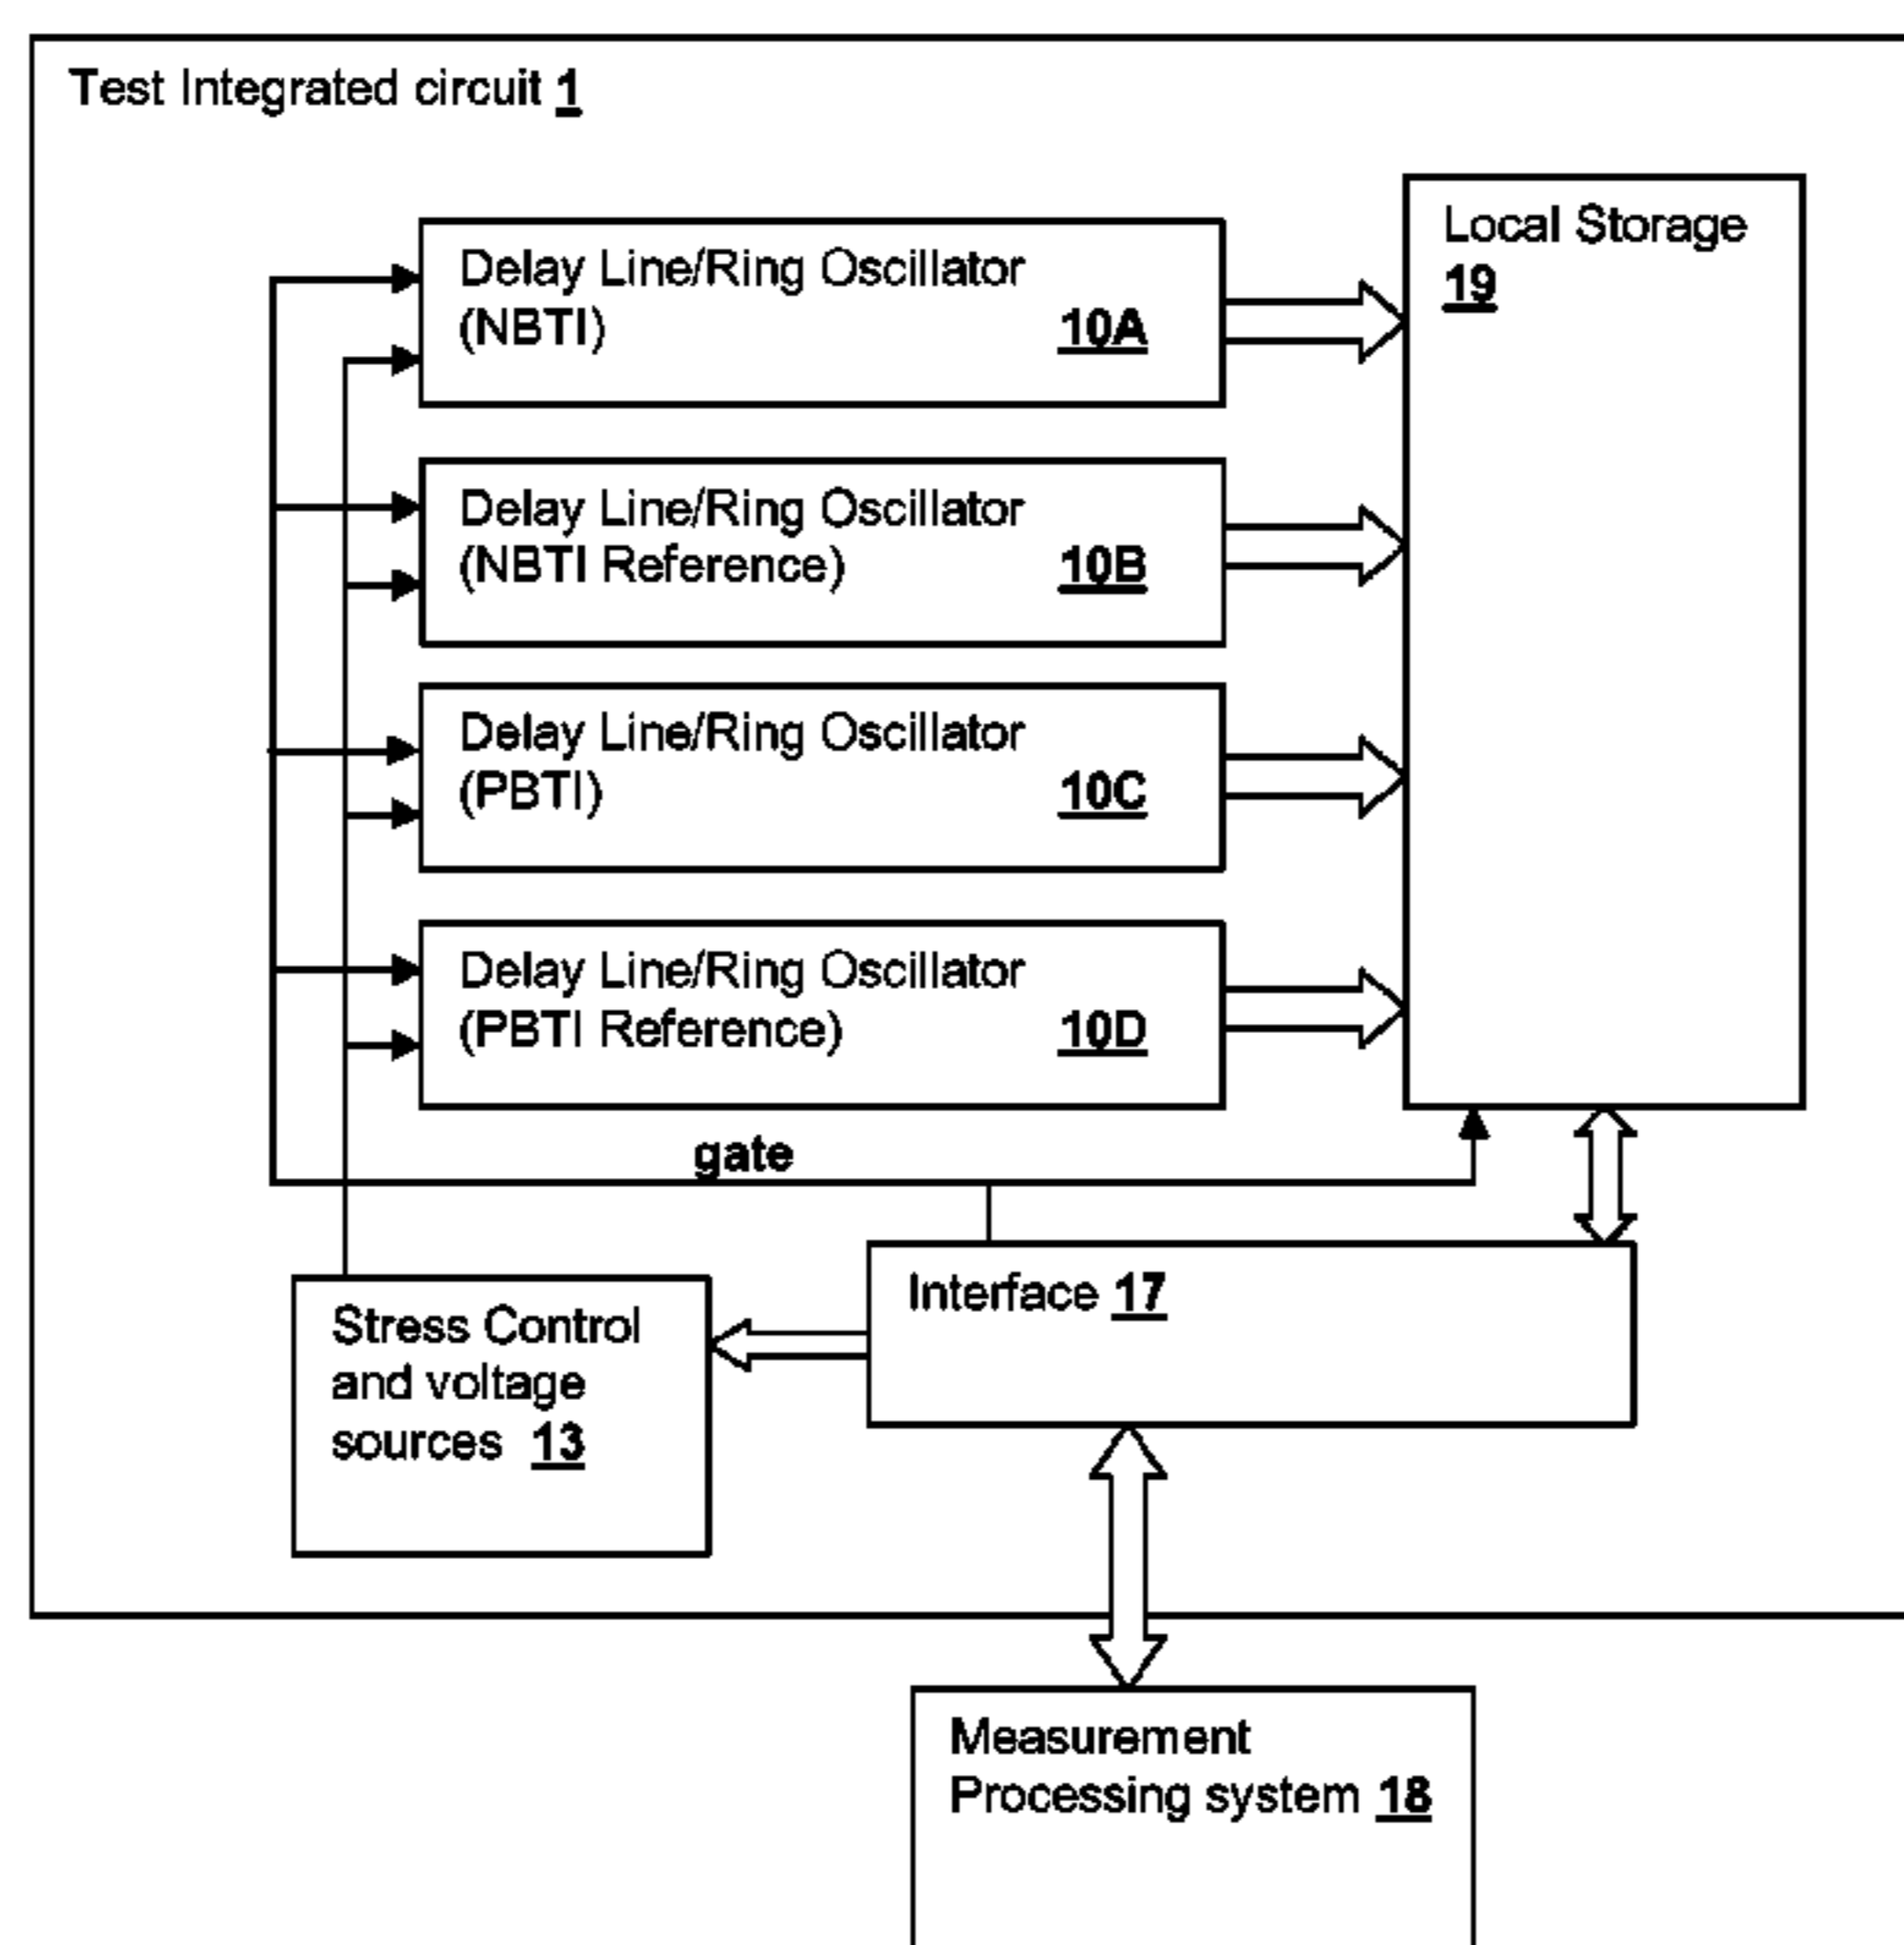 Test Integrated circuit 1
Delay Line/Ring Oscillator
(NBTI) 10A
Delay Line/Ring Oscillator
(NBTI Reference) 10B
Delay Line/Ring Oscillator
(PBTI) 10C
Delay Line/Ring Oscillator
(PBTI Reference) 10D
Local Storage
19
gate
Interface 17
Stress Control
and voltage
sources 13
Measurement
Processing system 18